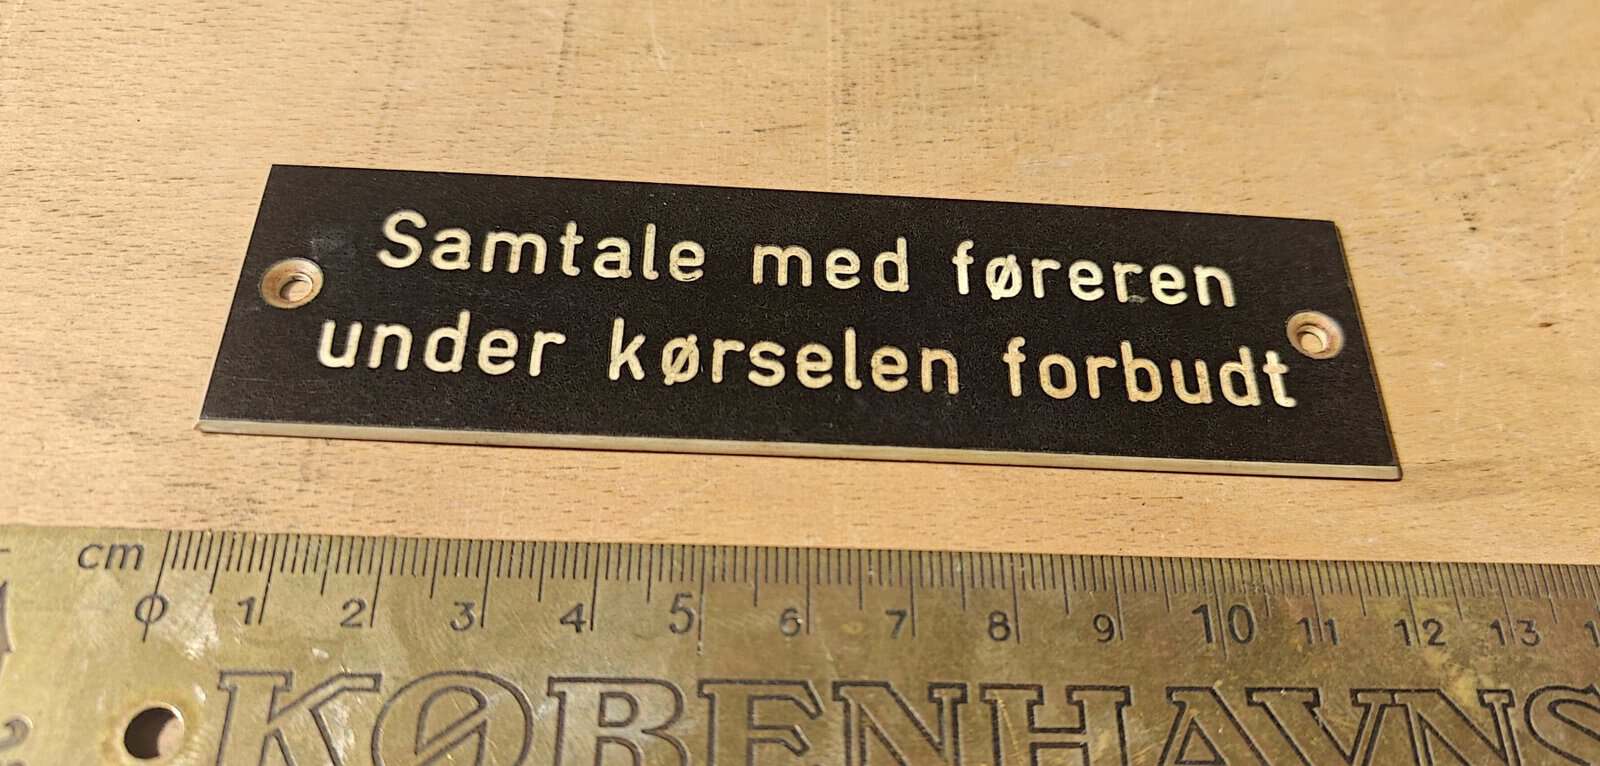 Samtale med føreren
under kørselen forbudt
cm
0 1 2 3 4 5 6 7 8 9 10 11 12 13
KØBENHAVNS